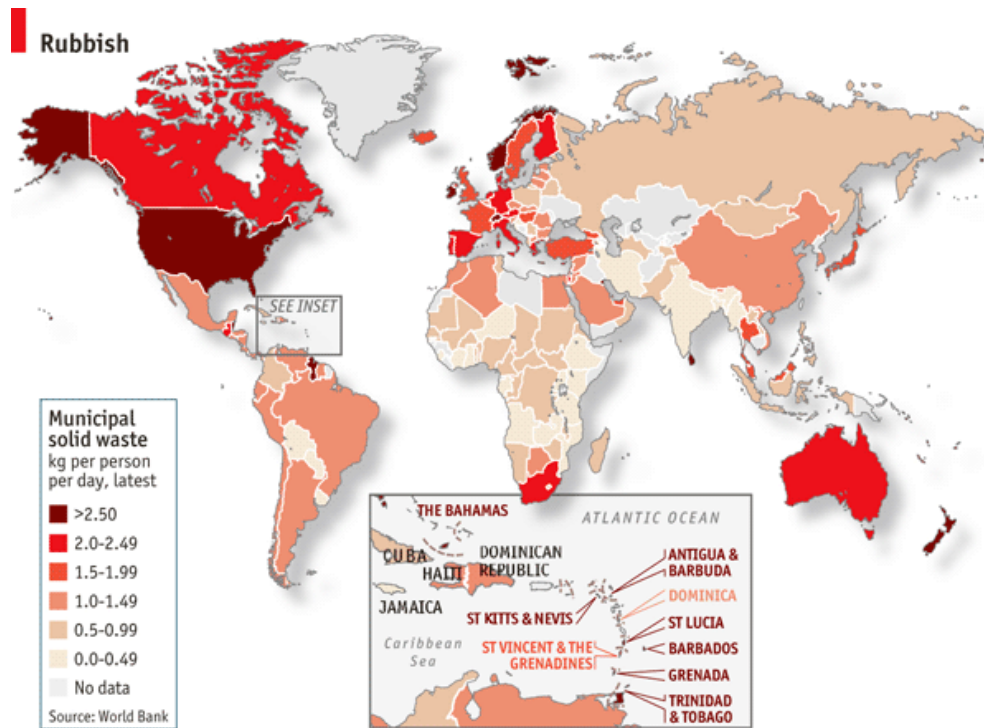 Rubbish
SEE INSET
Municipal
solid waste
kg per person
per day, latest
>2.50
2.0-2.49
1.5-1.99
1.0-1.49
0.5-0.99
0.0-0.49
No data
Source: World Bank
THE BAHAMAS
ATLANTIC OCEAN
CUBA
HAITI
DOMINICAN
REPUBLIC
JAMAICA
ANTIGUA &
BARBUDA
ST KITTS & NEVIS
DOMINICA
ST LUCIA
Caribbean
Sea
ST VINCENT & THE
GRENADINES
BARBADOS
GRENADA
TRINIDAD
& TOBAGO